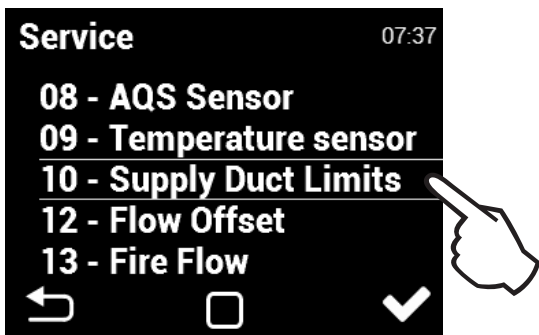 Service
07:37
08 - AQS Sensor
09 - Temperature sensor
10 - Supply Duct Limits
12 - Flow Offset
13 - Fire Flow